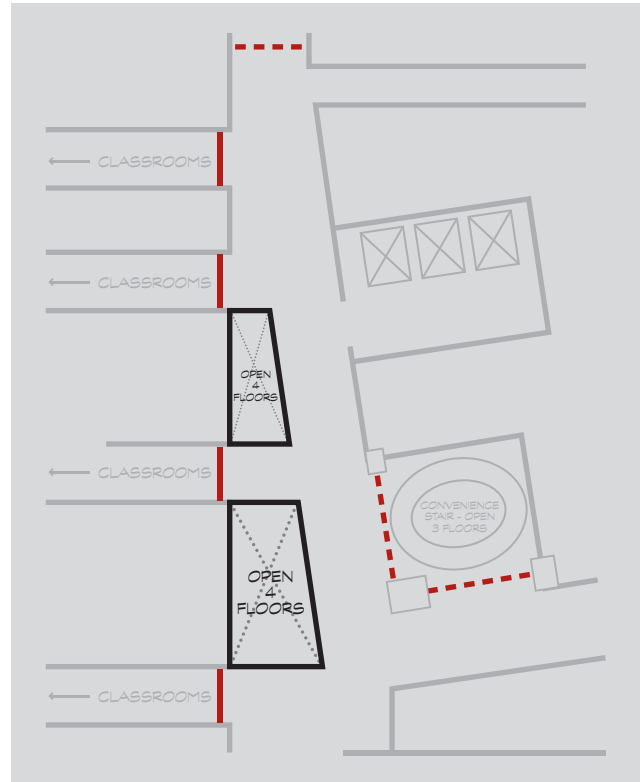 CLASSROOMS
CLASSROOMS
OPEN
4
FLOORS
CLASSROOMS
CONVENIENCE
STAIR - OPEN
3 FLOORS
OPEN
4
FLOORS
CLASSROOMS